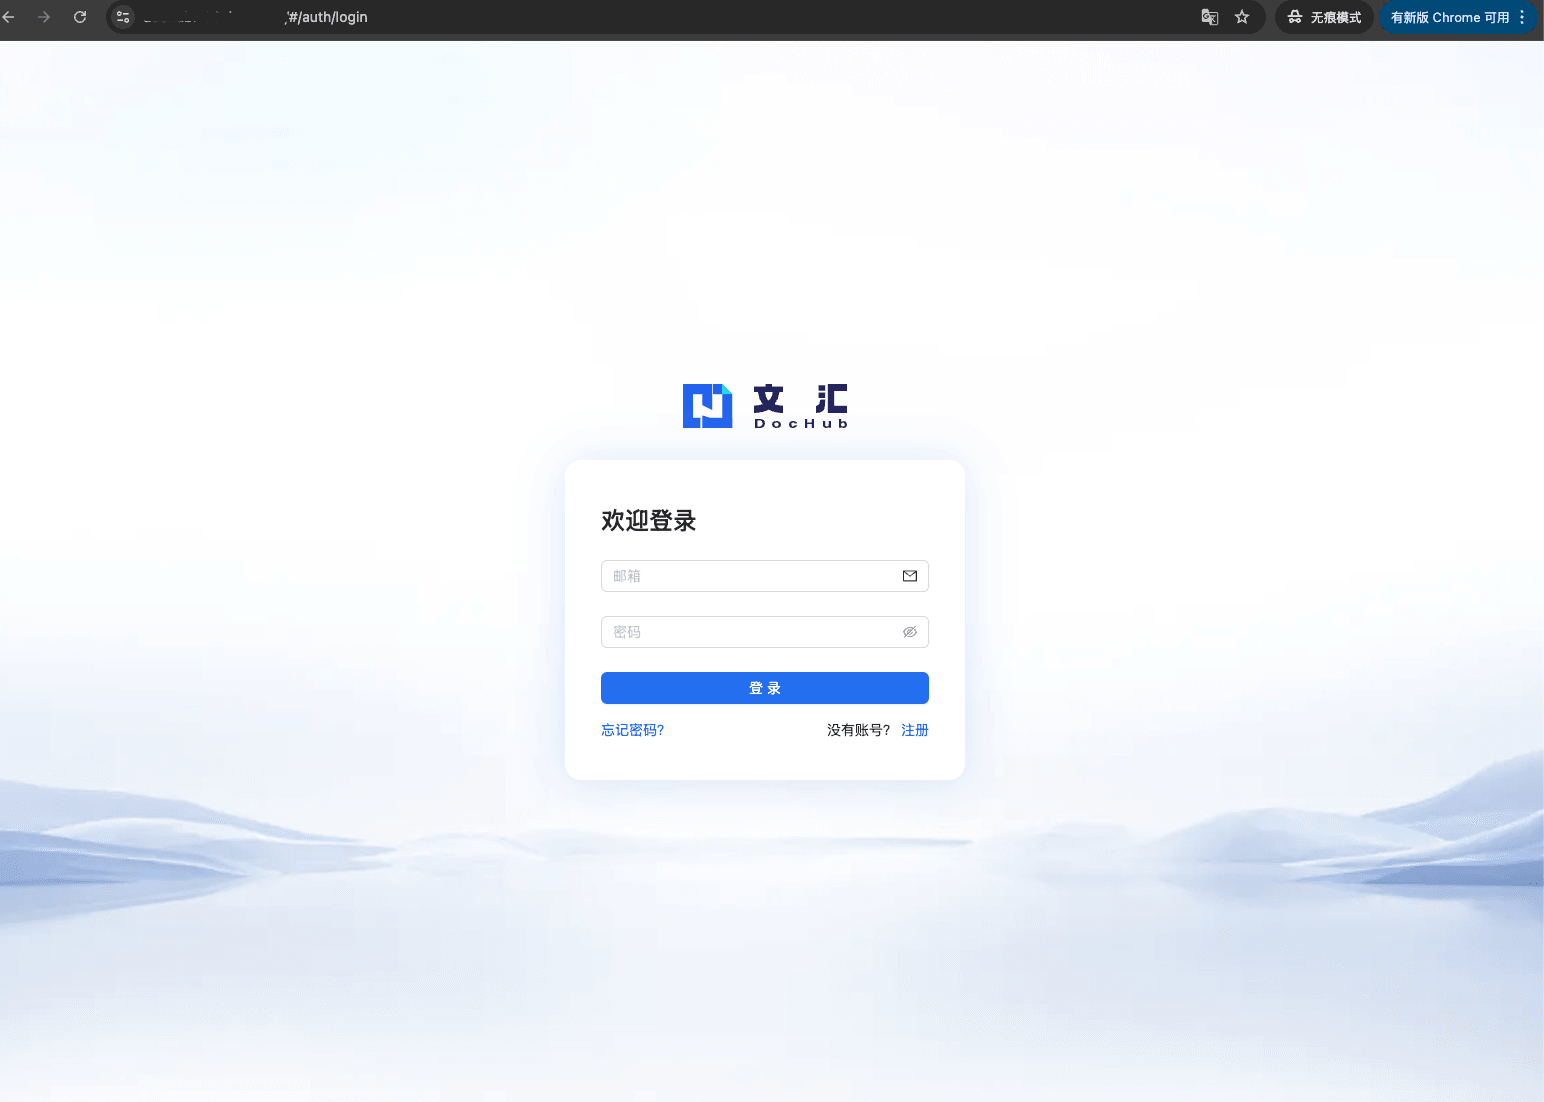 #/auth/login
无痕模式
有新版 Chrome 可用
文 汇
DocHub
欢迎登录
邮箱
密码
登 录
忘记密码?
没有账号? 注册